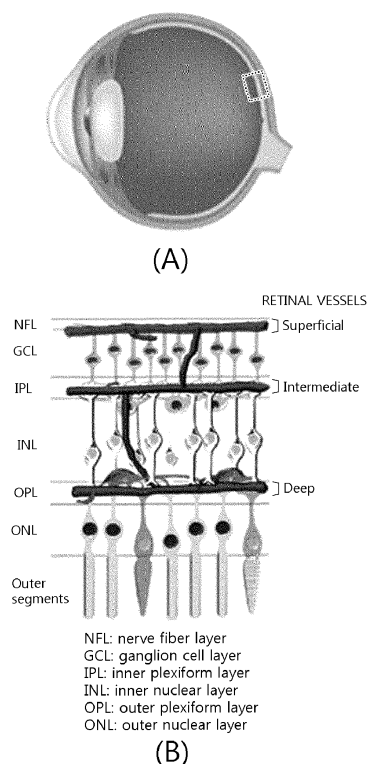 (A)
RETINAL VESSELS
NFL
Superficial
GCL
IPL
Intermediate
INL
OPL
Deep
ONL
Outer
segments
NFL: nerve fiber layer
GCL: ganglion cell layer
IPL: inner plexiform layer
INL: inner nuclear layer
OPL: outer plexiform layer
ONL: outer nuclear layer
(B)